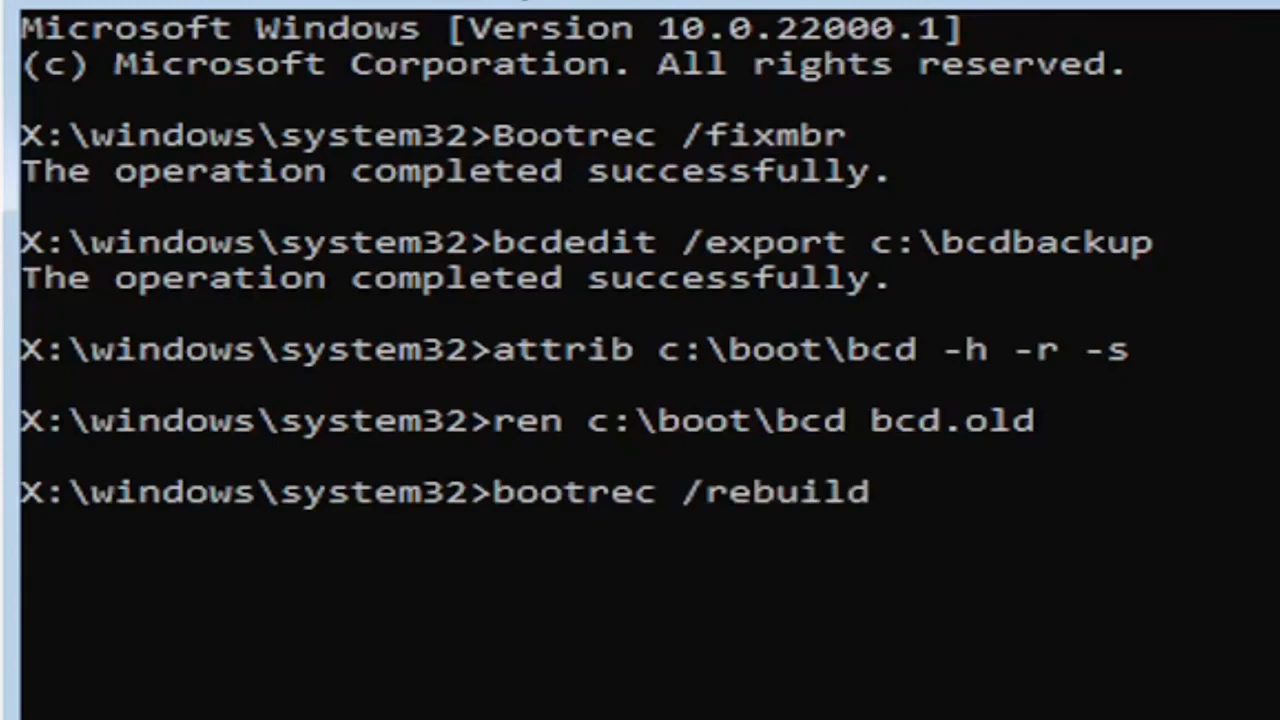 Microsoft Windows [Version 10.0.22000.1]
(c) Microsoft Corporation. All rights reserved.
X:\windows\system32>Bootrec /fixmbr
The operation completed successfully.
X:\windows\system32>bcdedit /export c:\bcdbackup
The operation completed successfully.
X:\windows\system32>attrib c:\boot\bcd -h -r -s
X:\windows\system32>ren c:\boot\bcd bcd.old
X:\windows\system32>bootrec /rebuild